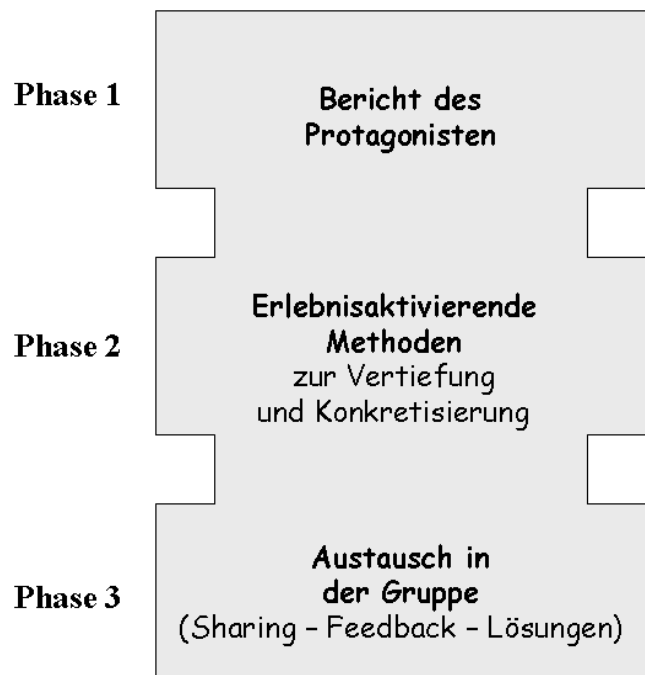 Phase 1
Bericht des
Protagonisten
Phase 2
Erlebnisaktivierende
Methoden
zur Vertiefung
und Konkretisierung
Phase 3
Austausch in
der Gruppe
(Sharing – Feedback – Lösungen)